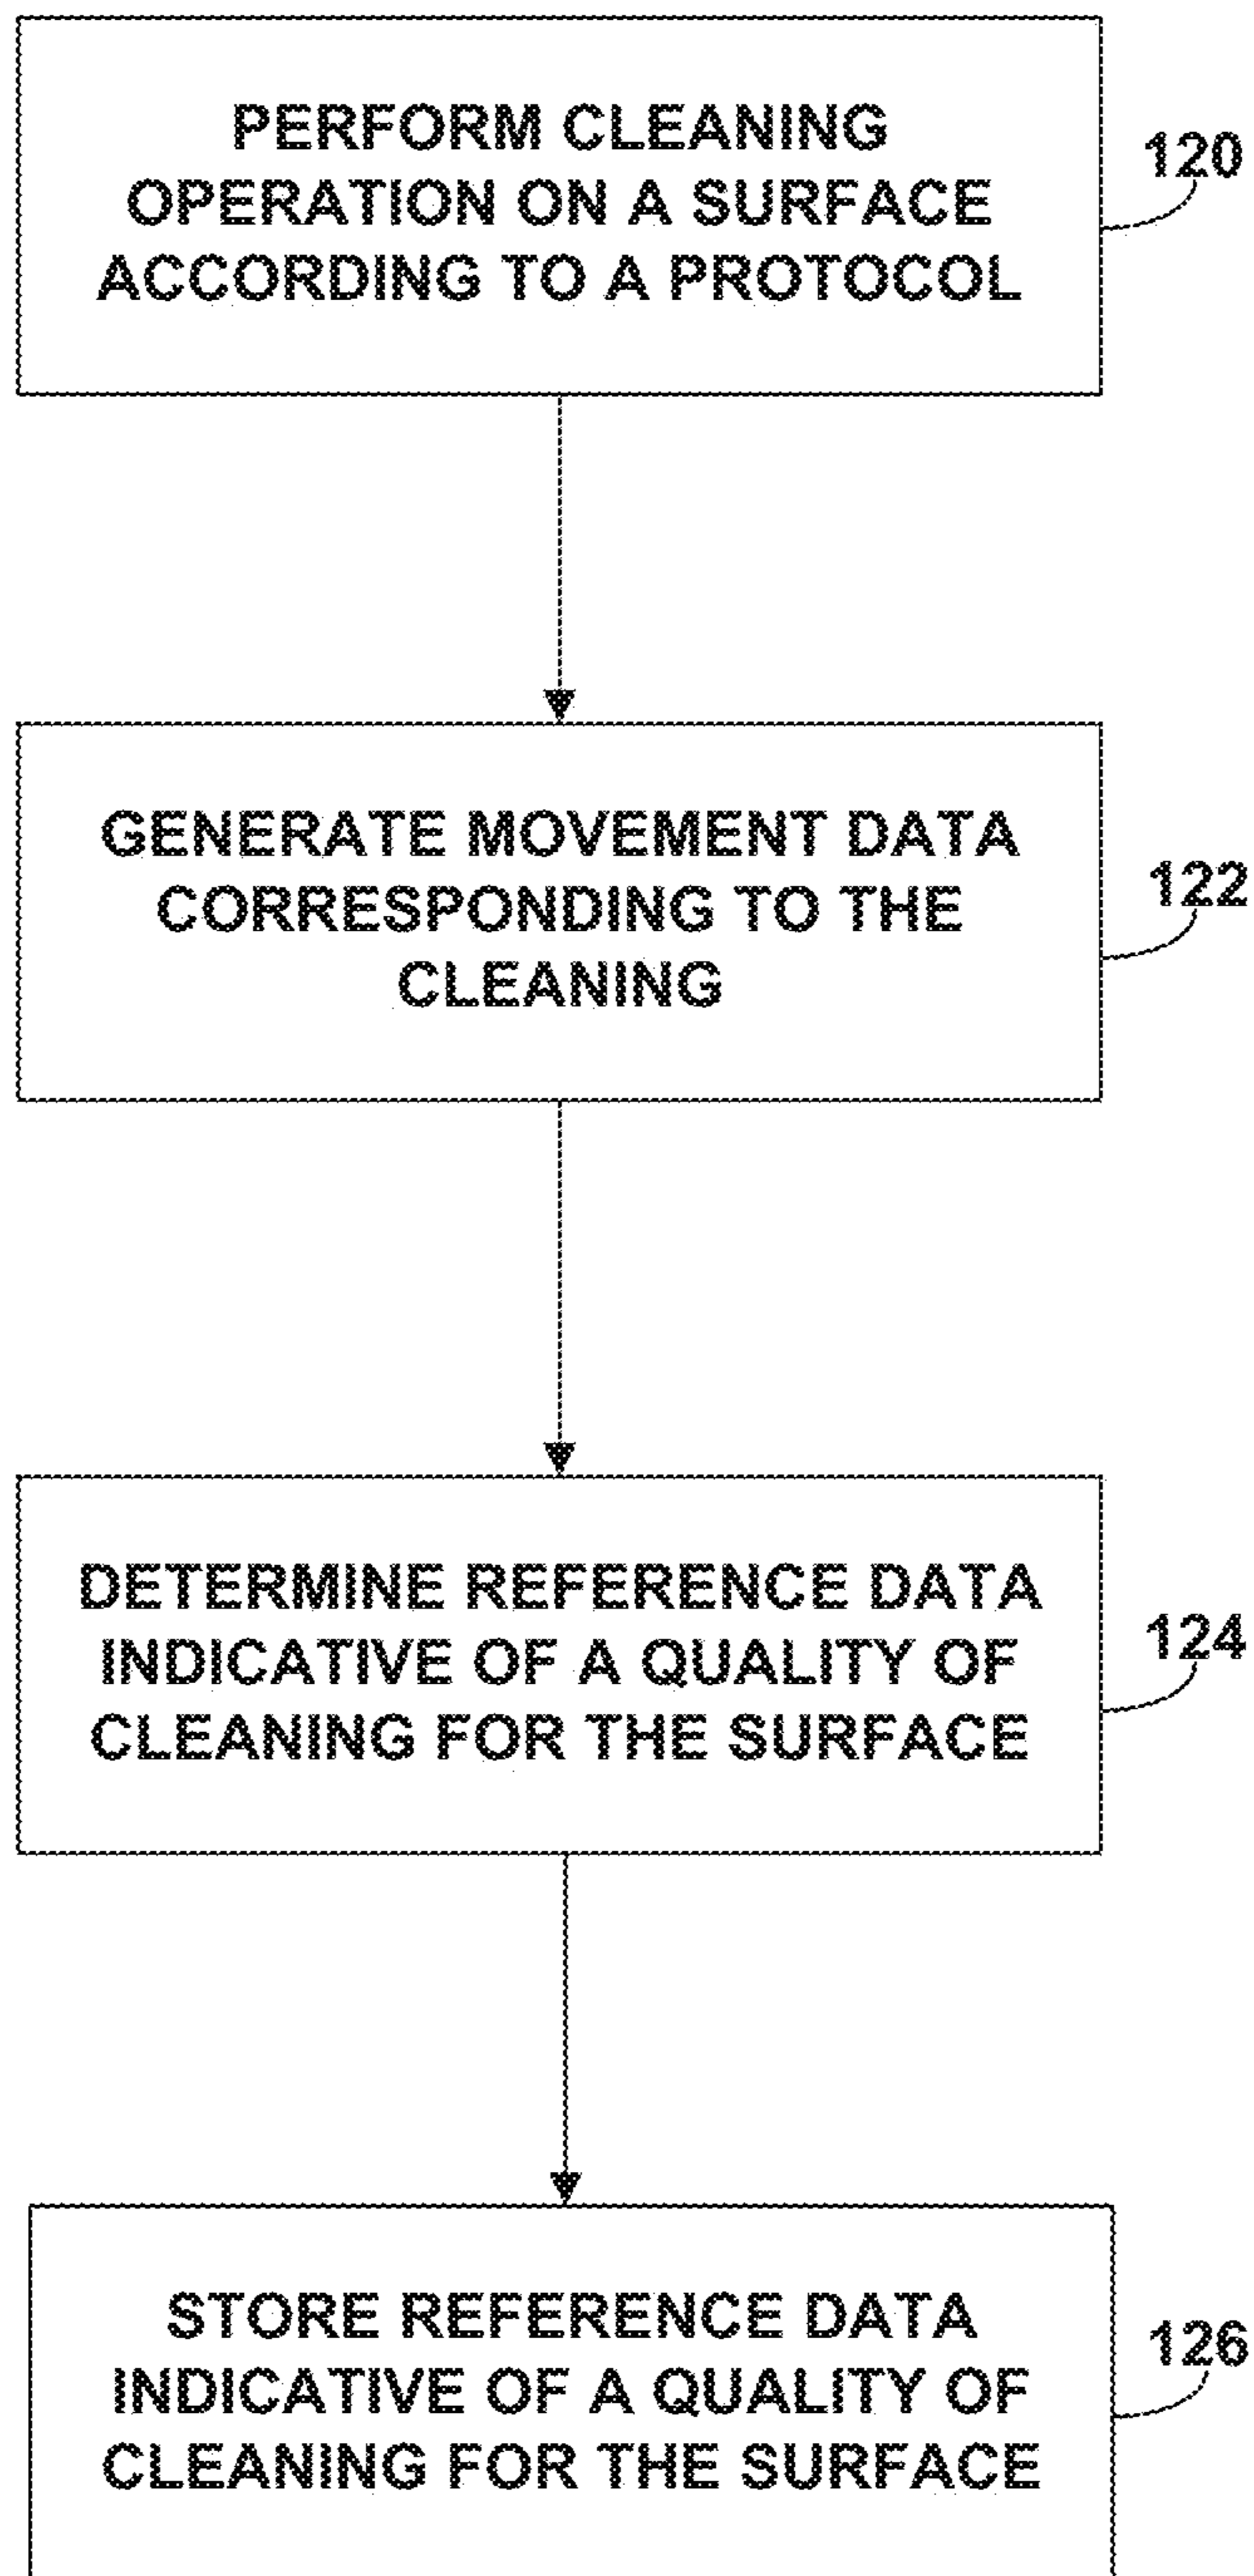 PERFORM CLEANING
OPERATION ON A SURFACE
ACCORDING TO A PROTOCOL
120
GENERATE MOVEMENT DATA
CORRESPONDING TO THE
CLEANING
122
DETERMINE REFERENCE DATA
INDICATIVE OF A QUALITY OF
CLEANING FOR THE SURFACE
124
STORE REFERENCE DATA
INDICATIVE OF A QUALITY OF
CLEANING FOR THE SURFACE
126